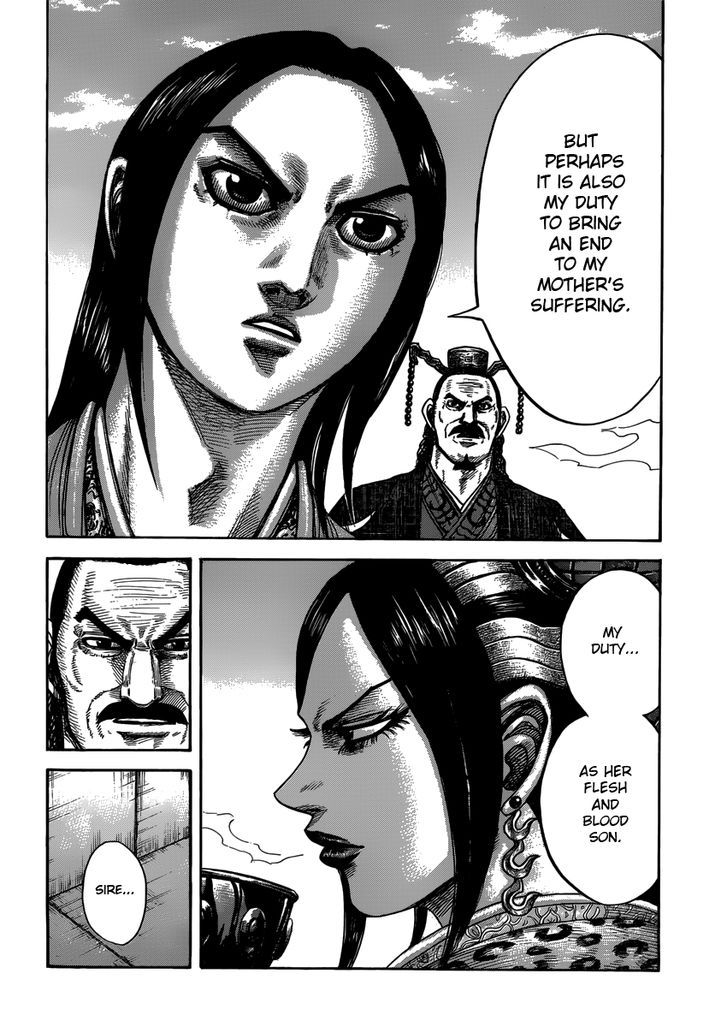 BUT
PERHAPS
IT IS ALSO
MY DUTY
TO BRING
AN END
TO MY
MOTHER'S
SUFFERING.
MY
DUTY...
AS HER
FLESH
AND
BLOOD
SON.
SIRE...